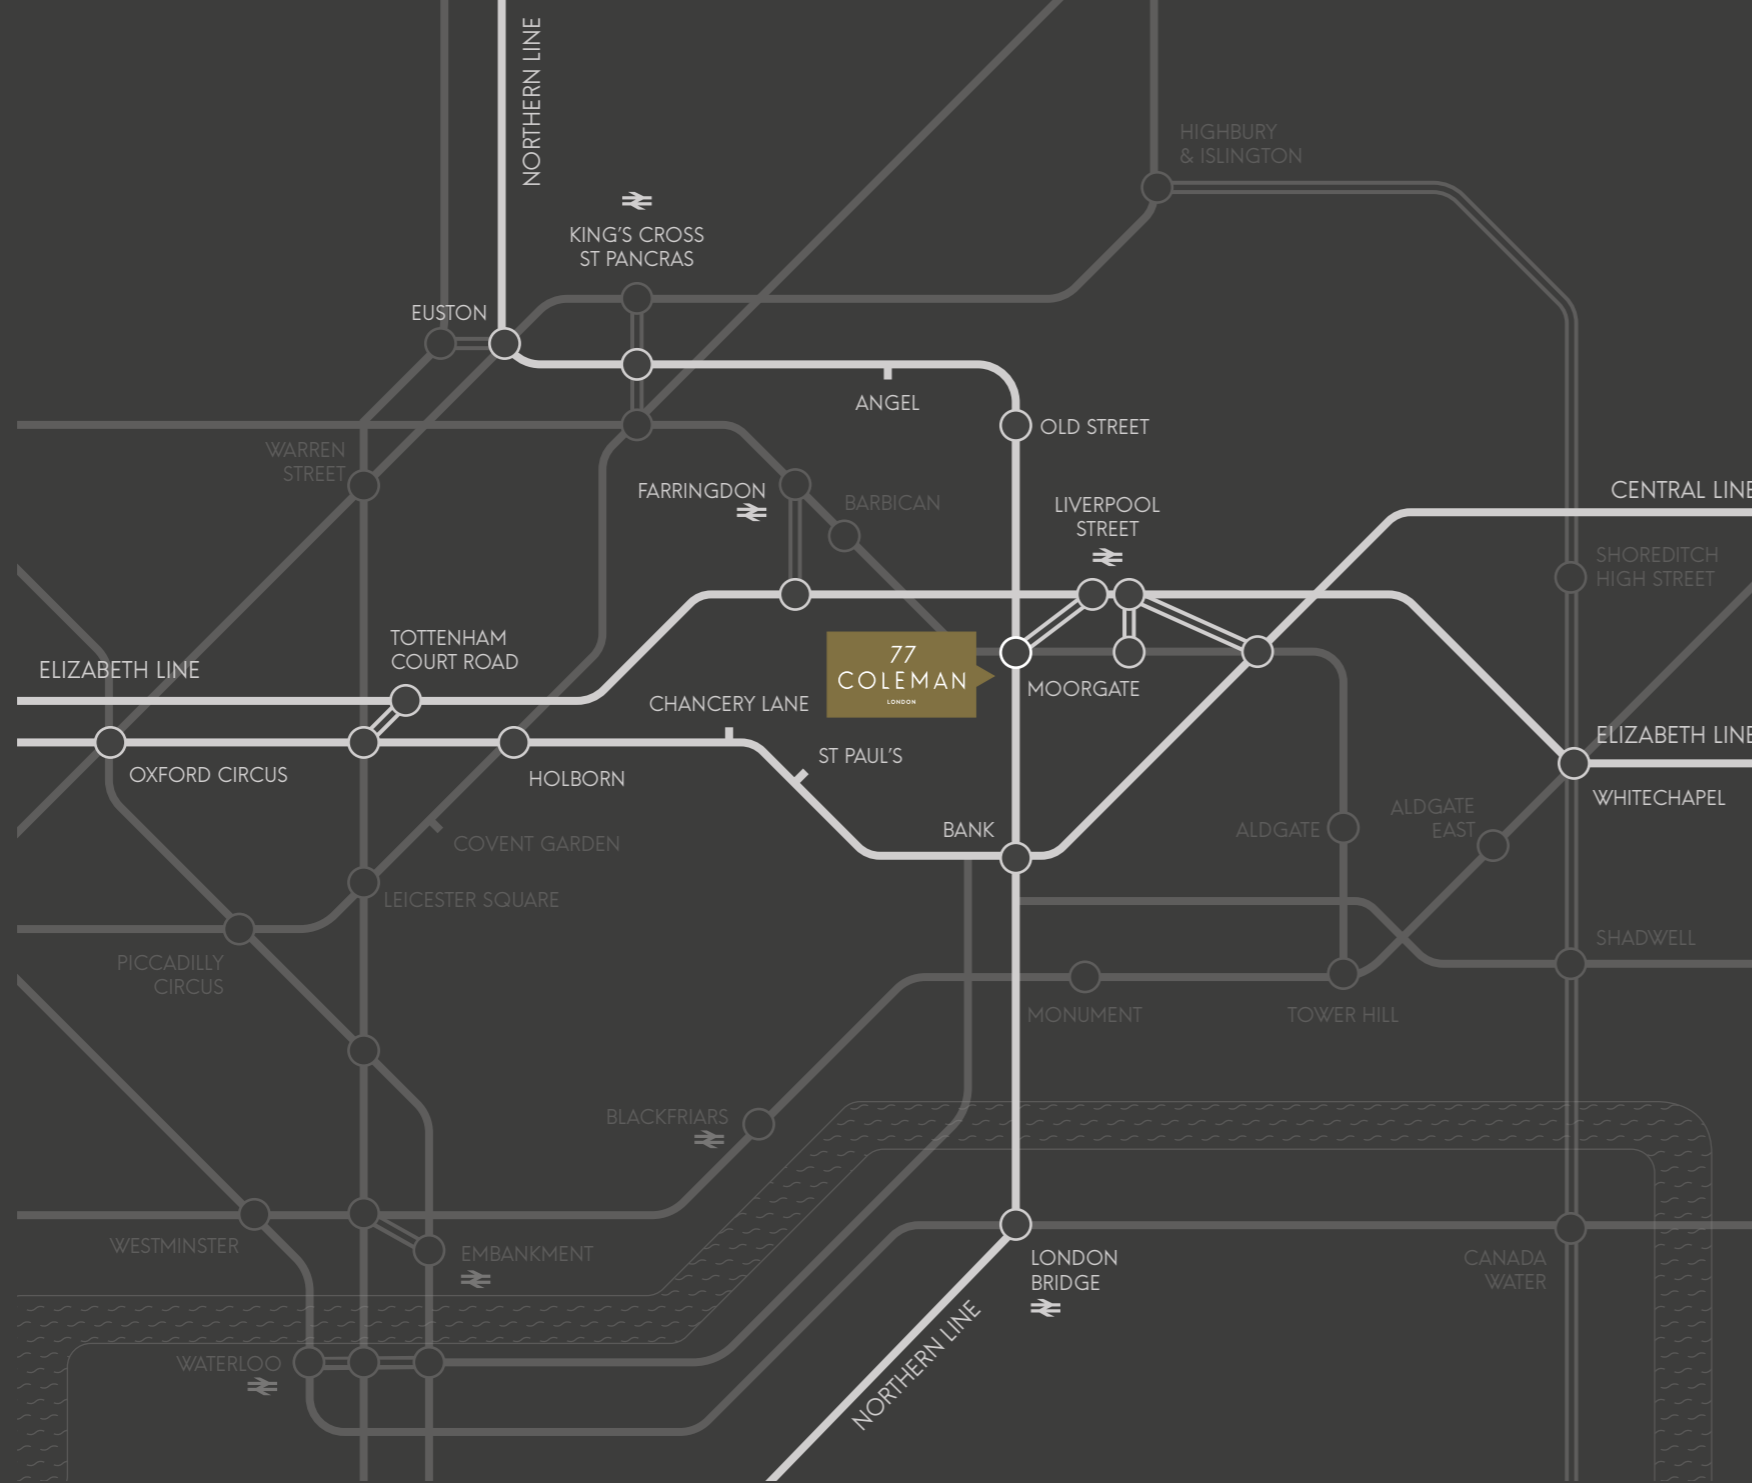 NORTHERN LINE
HIGHBURY
& ISLINGTON
KING'S CROSS
ST PANCRAS
EUSTON
ANGEL
OLD STREET
WARREN
STREET
FARRINGDON
BARBICAN
LIVERPOOL
STREET
CENTRAL LINE
SHOREDITCH
HIGH STREET
TOTTENHAM
COURT ROAD
ELIZABETH LINE
77
COLEMAN
LONDON
MOORGATE
CHANCERY LANE
ST PAUL'S
OXFORD CIRCUS
HOLBORN
ELIZABETH LINE
WHITECHAPEL
BANK
ALDGATE
ALDGATE
EAST
COVENT GARDEN
LEICESTER SQUARE
PICCADILLY
CIRCUS
SHADWELL
MONUMENT
TOWER HILL
BLACKFRIARS
WESTMINSTER
EMBANKMENT
LONDON
BRIDGE
CANADA
WATER
NORTHERN LINE
WATERLOO